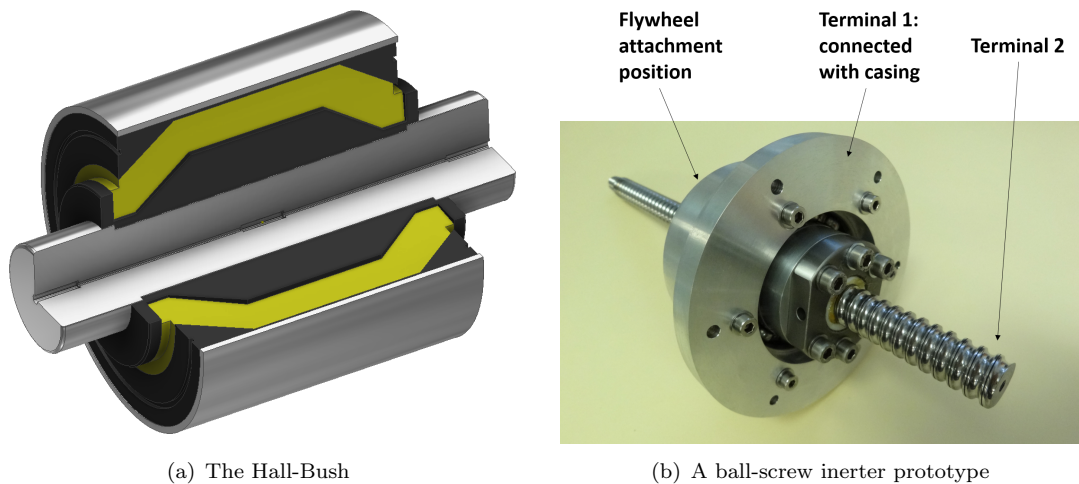 Flywheel
attachment
position
Terminal 1:
connected
with casing
Terminal 2
(a) The Hall-Bush
(b) A ball-screw inerter prototype